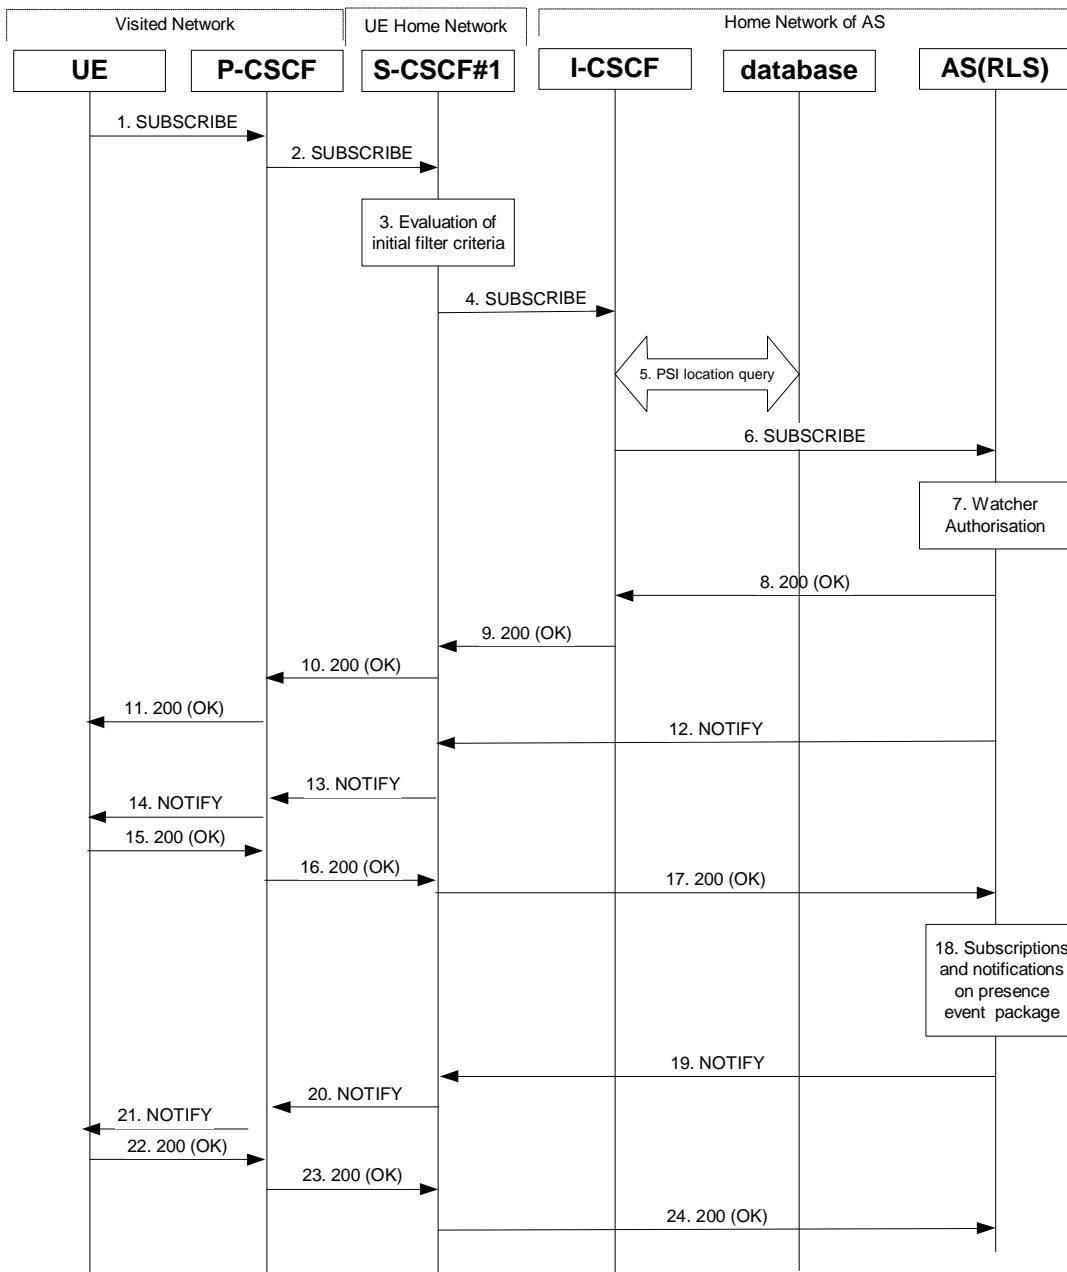 Visited Network
UE Home Network
Home Network of AS
UE
P-CSCF
S-CSCF#1
I-CSCF
database
AS(RLS)
1. SUBSCRIBE
2. SUBSCRIBE
3. Evaluation of
initial filter criteria
4. SUBSCRIBE
5. PSI location query
6. SUBSCRIBE
7. Watcher
Authorisation
8. 200 (OK)
9. 200 (OK)
10. 200 (OK)
11. 200 (OK)
12. NOTIFY
13. NOTIFY
14. NOTIFY
15. 200 (OK)
16. 200 (OK)
17. 200 (OK)
18. Subscriptions
and notifications
on presence
event package
19. NOTIFY
20. NOTIFY
21. NOTIFY
22. 200 (OK)
23. 200 (OK)
24. 200 (OK)